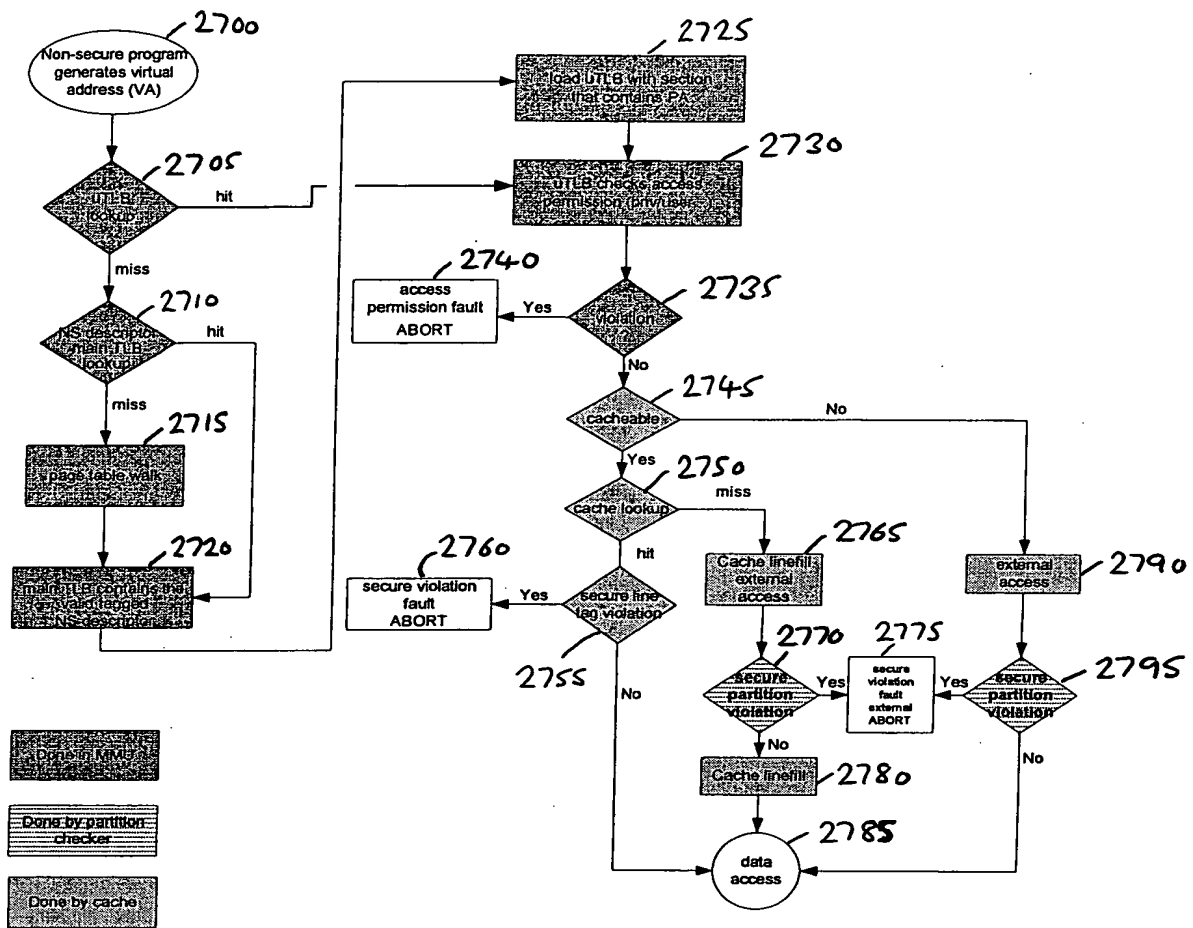 2700
Non-secure program
generates virtual
address (VA)
2705
uTLB
lookup
hit
miss
2710
NS-descriptor
main-TLB
lookup
hit
miss
2715
page table walk
2720
main-TLB contains the
valid tagged
NS-descriptor
2725
load uTLB with section
that contains PA
2730
uTLB checks access
permission (priv/user
2735
violation
?
Yes
2740
access
permission fault
ABORT
No
2745
cacheable
No
Yes
2750
cache lookup
miss
hit
2755
secure line
tag violation
Yes
2760
secure violation
fault
ABORT
No
2765
Cache linefill
external
access
2770
secure
partition
violation
Yes
2775
secure
violation
fault
external
ABORT
No
2780
Cache linefill
2785
data
access
2790
external
access
2795
secure
partition
violation
Yes
No
Done in MMU
Done by partition
checker
Done by cache